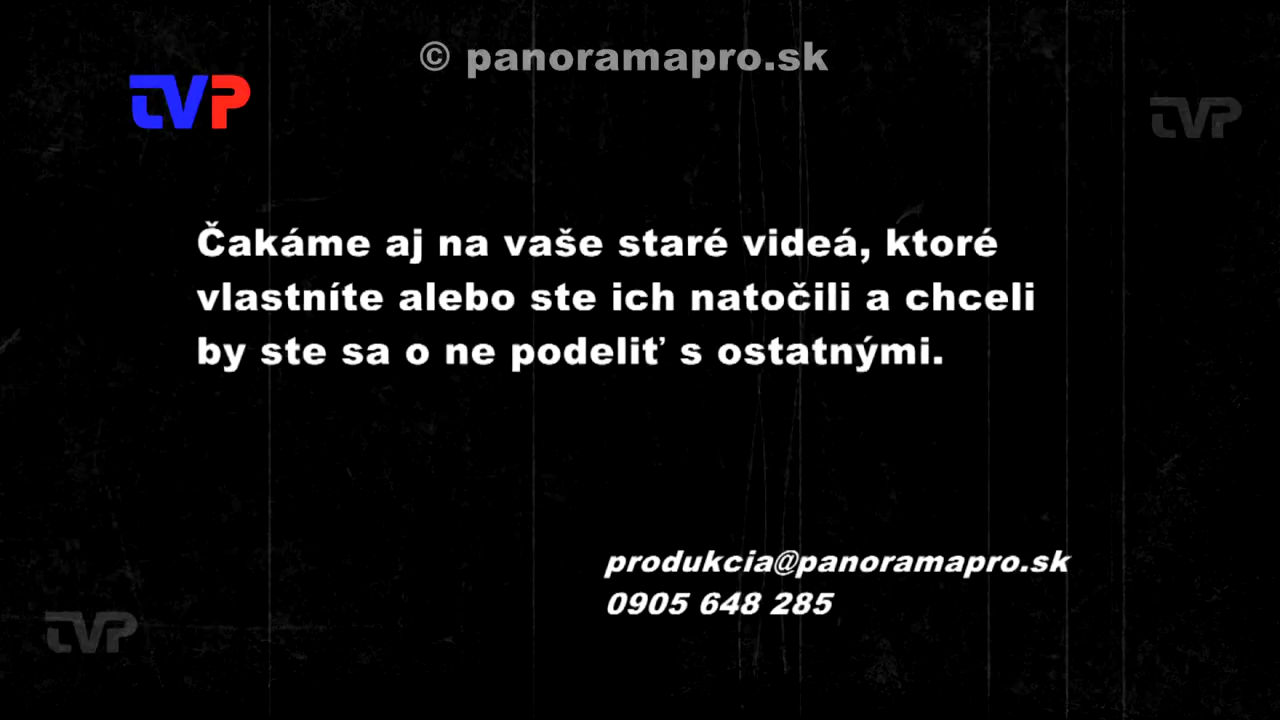 © panoramapro.sk
TVP
TVP
Čakáme aj na vaše staré videá, ktoré
vlastníte alebo ste ich natočili a chceli
by ste sa o ne podeliť s ostatnými.
produkcia@panoramapro.sk
0905 648 285
TVP